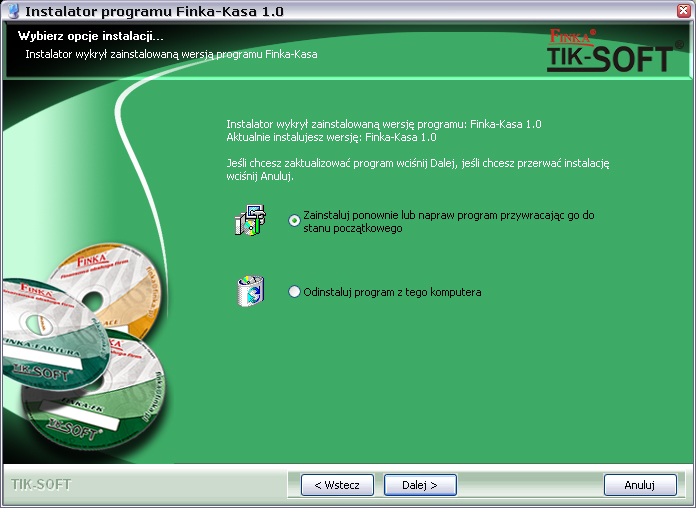 Instalator programu Finka-Kasa 1.0
Wybierz opcje instalacji...
Instalator wykrył zainstalowaną wersją programu Finka-Kasa
FINKA®
TIK-SOFT®
Instalator wykrył zainstalowaną wersję programu: Finka-Kasa 1.0
Aktualnie instalujesz wersję: Finka-Kasa 1.0
Jeśli chcesz zaktualizować program wciśnij Dalej, jeśli chcesz przerwać instalację
wciśnij Anuluj.
Zainstaluj ponownie lub napraw program przywracając go do
stanu początkowego
Odinstaluj program z tego komputera
FINKA
FINKA
FINKA-FAKTURA
TIK-SOFT
FINKA
FINKA-FK
TIK-SOFT
TIK-SOFT
< Wstecz
Dalej >
Anuluj